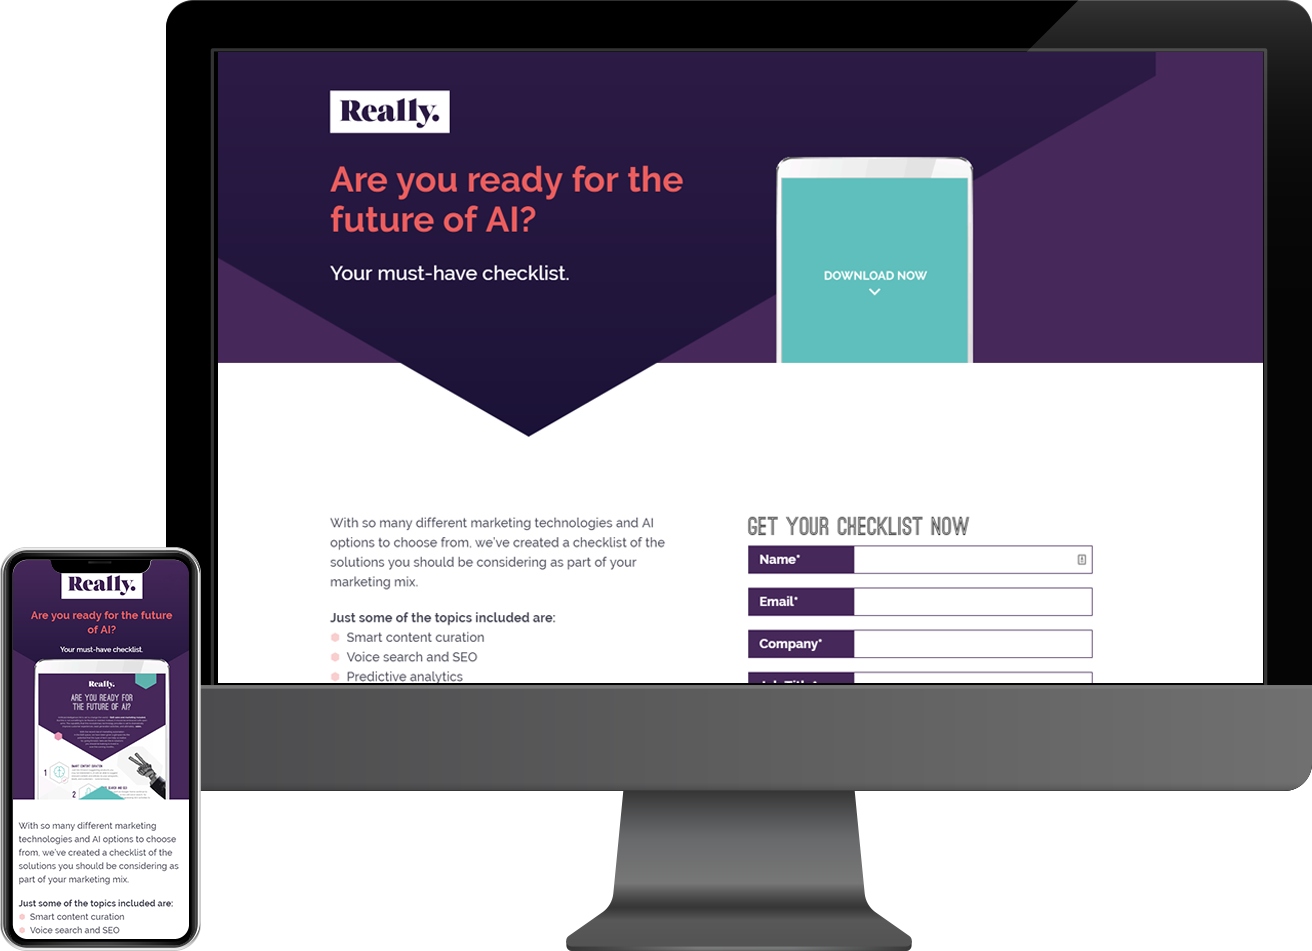 Really.
Are you ready for the
future of AI?
Your must-have checklist.
DOWNLOAD NOW
With so many different marketing technologies and AI
options to choose from, we've created a checklist of the
solutions you should be considering as part of your
marketing mix.
Just some of the topics included are:
Smart content curation
Voice search and SEO
Predictive analytics
GET YOUR CHECKLIST NOW
Name*
Email*
Company*
Really.
Are you ready for the future
of AI?
Your must-have checklist.
Really.
ARE YOU READY FOR
THE FUTURE OF AI?
1
SMART CONTENT CURATION
2
With so many different marketing
technologies and AI options to choose
from, we've created a checklist of the
solutions you should be considering as
part of your marketing mix.
Just some of the topics included are:
Smart content curation
Voice search and SEO